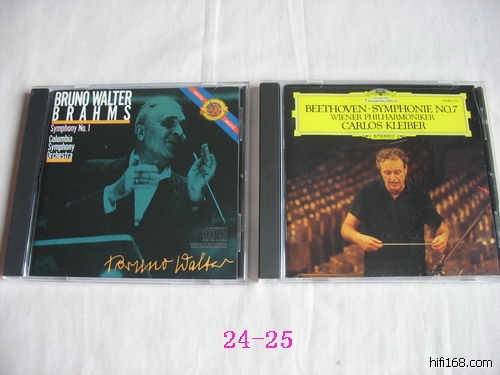 BRUNO WALTER
BRAHMS
Symphony No. 1
Columbia
Symphony
Orchestra
Bruno Walter
BEETHOVEN · SYMPHONIE NO.7
WIENER PHILHARMONIKER
CARLOS KLEIBER
STEREO
24-25
hifi168.com